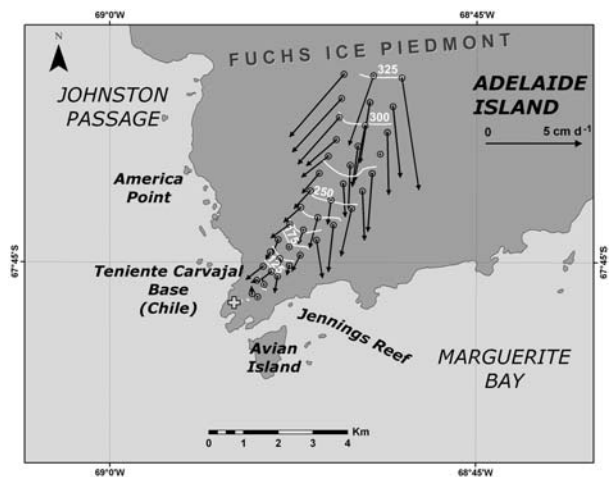 69°0'W
68°45'W
N
FUCHS ICE PIEDMONT
325
ADELAIDE
ISLAND
JOHNSTON
PASSAGE
300
0
5 cm d⁻¹
America
Point
250
67°45'S
67°45'S
Teniente Carvajal
Base
(Chile)
Jennings Reef
Avian
Island
MARGUERITE
BAY
Km
0 1 2 3 4
69°0'W
68°45'W